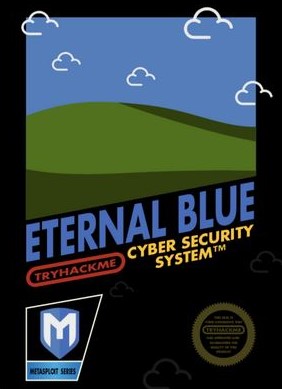 ETERNAL BLUE
CYBER SECURITY
SYSTEM™
TRYHACKME
M
METASPLOIT SERIES
TRYHACKME